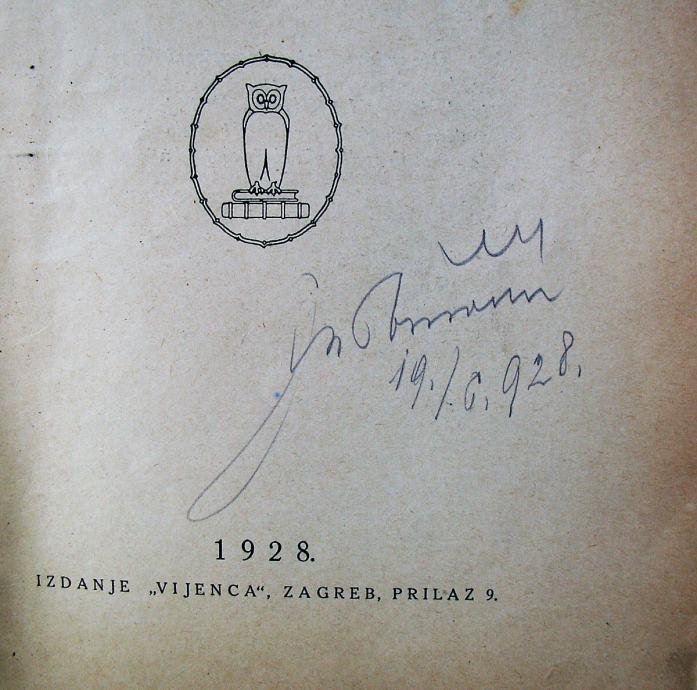 19./6. 928.
1928.
IZDANJE „VIJENCA“, ZAGREB, PRILAZ 9.